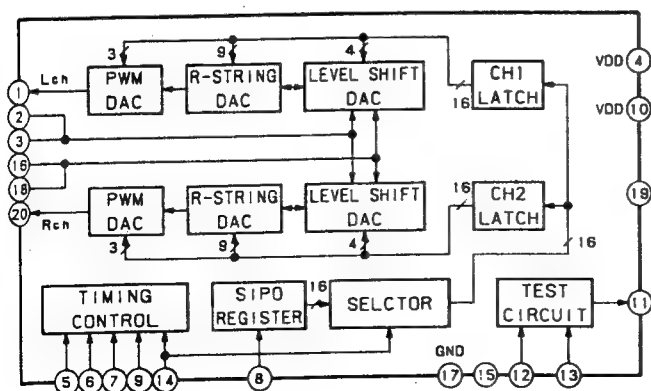 3 9 4
Lch PWM DAC R-STRING DAC LEVEL SHIFT DAC 16 CH1 LATCH VDD 4
1
2
VDD 10
3
16
18
20 Rch PWM DAC R-STRING DAC LEVEL SHIFT DAC 16 CH2 LATCH 19
3 9 4
16
TIMING CONTROL SIPO REGISTER 16 SELCTOR TEST CIRCUIT 11
GND
5 6 7 9 14 8 17 15 12 13